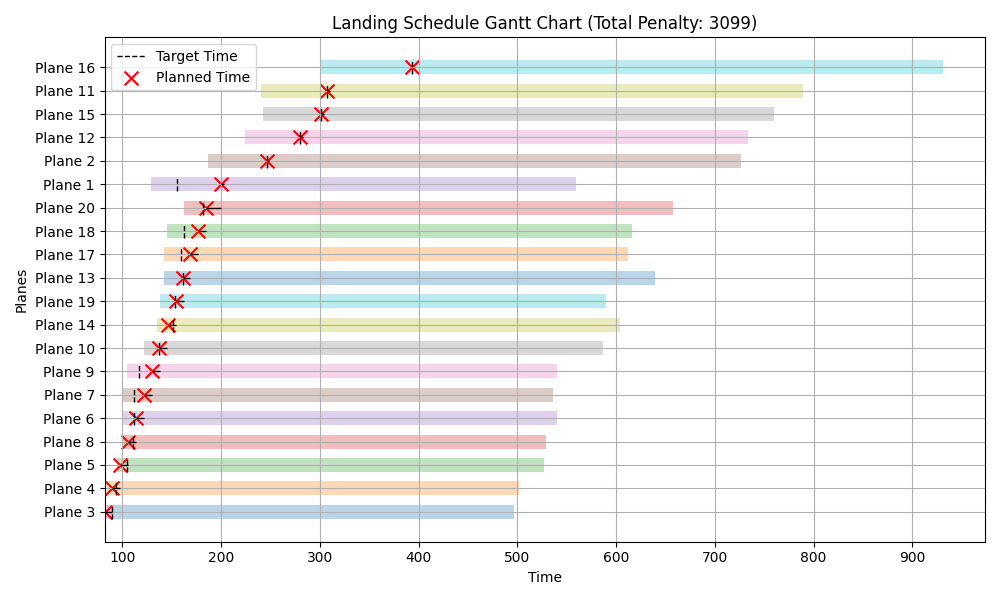 Landing Schedule Gantt Chart (Total Penalty: 3099)
Target Time
Planned Time
Plane 16
Plane 11
Plane 15
Plane 12
Plane 2
Plane 1
Plane 20
Plane 18
Plane 17
Plane 13
Plane 19
Plane 14
Plane 10
Plane 9
Plane 7
Plane 6
Plane 8
Plane 5
Plane 4
Plane 3
Planes
100 200 300 400 500 600 700 800 900
Time